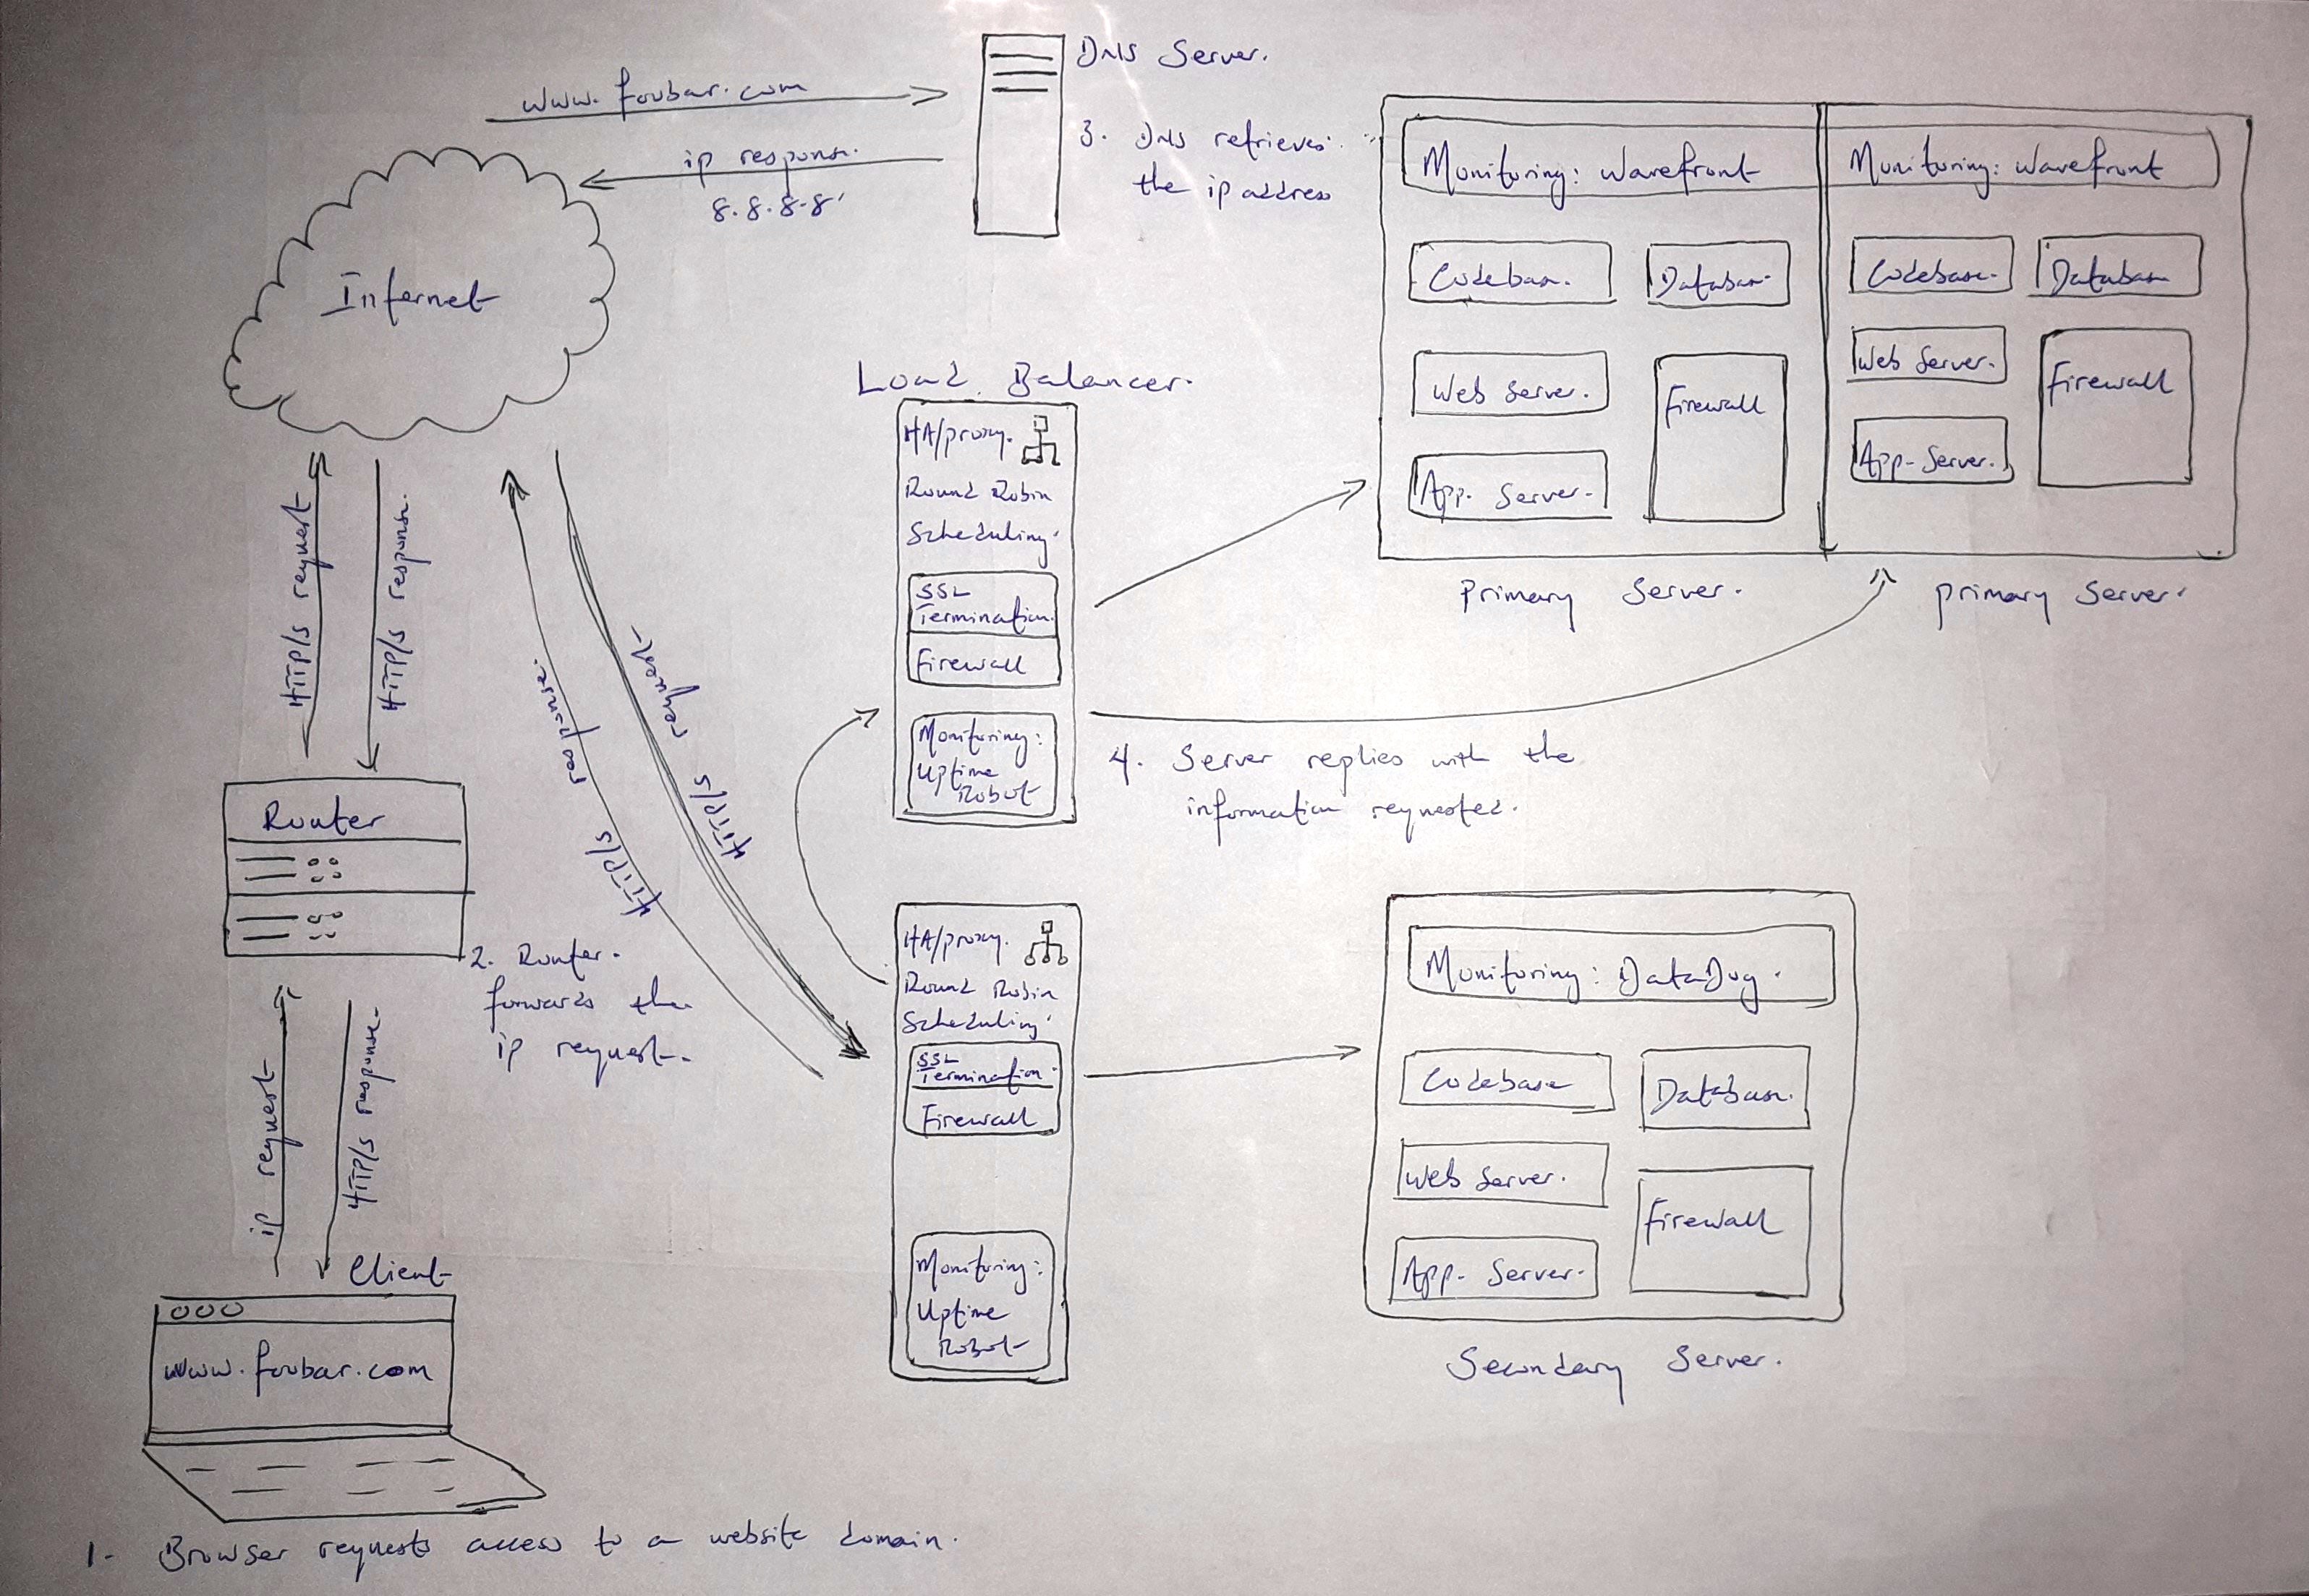 DNS Server.
www.foobar.com
3. DNS retrieves
the ip address
ip response.
8.8.8.8
Internet
Monitoring: Wavefront
Codebase.
Database.
Web Server.
Firewall
App. Server.
Primary Server.
Monitoring: Wavefront
Codebase.
Database
Web Server.
Firewall
App. Server.
primary Server.
Load Balancer.
HA/proxy.
Round Robin
Scheduling
SSL
Termination.
Firewall
Monitoring:
Uptime
Robot
HTTP/s request
HTTP/s response.
HTTP/s response.
HTTP/s request
4. Server replies with the
information requested.
Router
2. Router.
forwards the
ip request.
HA/proxy.
Round Robin
Scheduling
SSL
Termination.
Firewall
Monitoring:
Uptime
Robot
Monitoring: DataDog.
Codebase
Database.
Web Server.
Firewall
App. Server.
Secondary Server.
ip request
HTTP/s response.
Client
www.foobar.com
1- Browser requests access to a website domain.